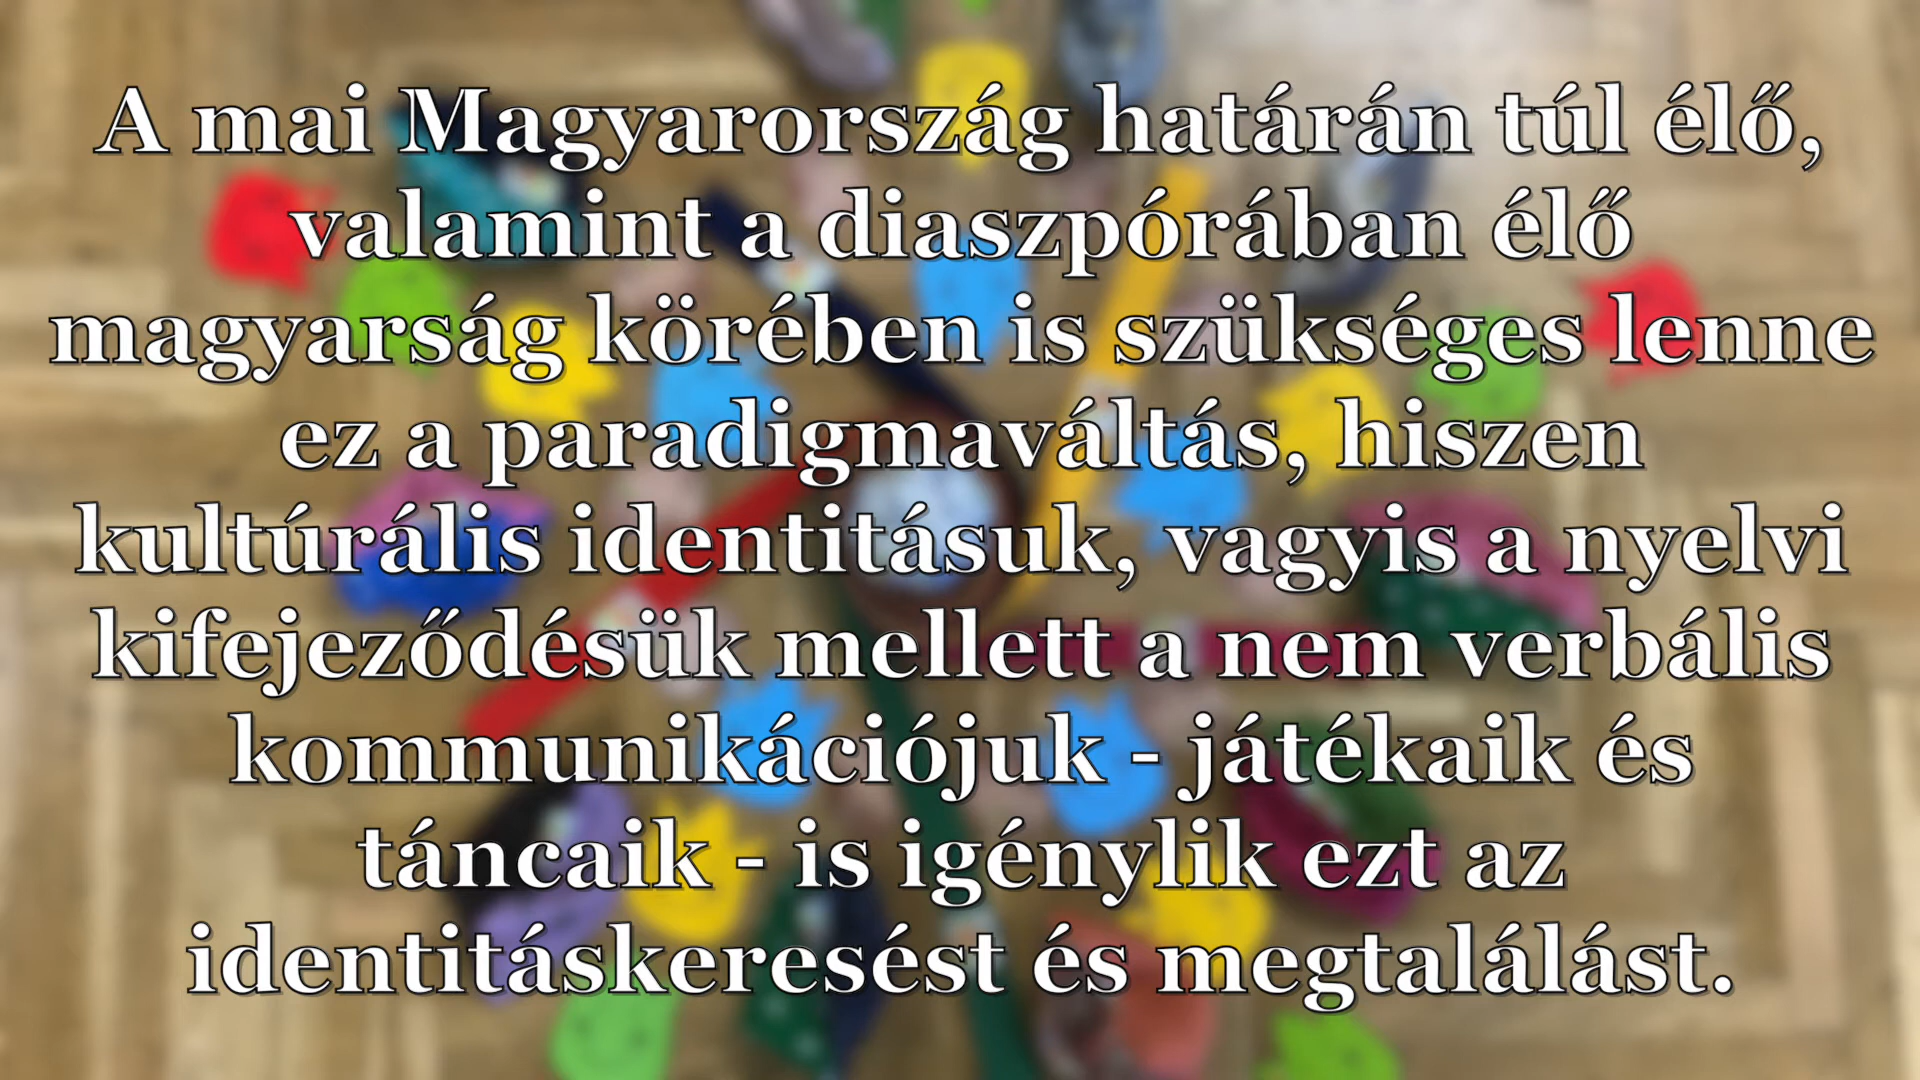 A mai Magyarország határán túl élő,
valamint a diaszpórában élő
magyarság körében is szükséges lenne
ez a paradigmaváltás, hiszen
kultúrális identitásuk, vagyis a nyelvi
kifejeződésük mellett a nem verbális
kommunikációjuk - játékaik és
táncaik - is igénylik ezt az
identitáskeresést és megtalálást.